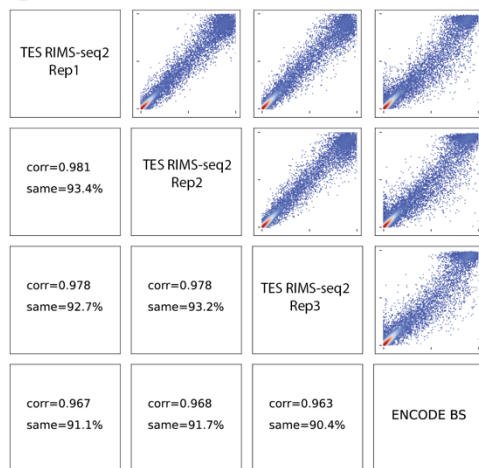 TES RIMS-seq2
Rep1
corr=0.981
same=93.4%
TES RIMS-seq2
Rep2
corr=0.978
same=92.7%
corr=0.978
same=93.2%
TES RIMS-seq2
Rep3
corr=0.967
same=91.1%
corr=0.968
same=91.7%
corr=0.963
same=90.4%
ENCODE BS